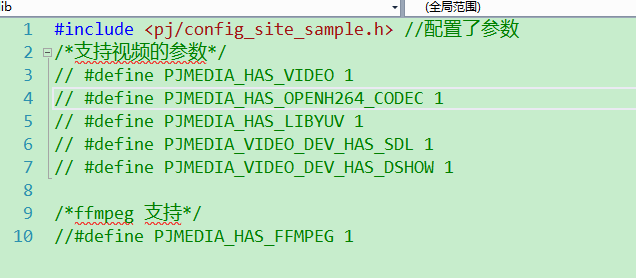 ib
(全局范围)
1 #include <pj/config_site_sample.h> //配置了参数
2 /*支持视频的参数*/
3 // #define PJMEDIA_HAS_VIDEO 1
4 // #define PJMEDIA_HAS_OPENH264_CODEC 1
5 // #define PJMEDIA_HAS_LIBYUV 1
6 // #define PJMEDIA_VIDEO_DEV_HAS_SDL 1
7 // #define PJMEDIA_VIDEO_DEV_HAS_DSHOW 1
8
9 /*ffmpeg 支持*/
10 //#define PJMEDIA_HAS_FFMPEG 1